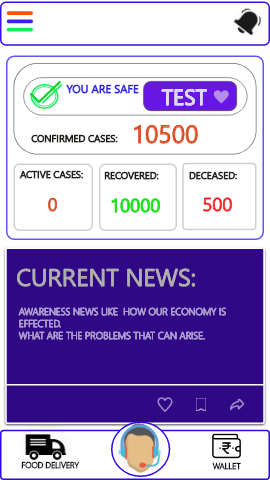 YOU ARE SAFE
TEST
CONFIRMED CASES: 10500
ACTIVE CASES:
0
RECOVERED:
10000
DECEASED:
500
CURRENT NEWS:
AWARENESS NEWS LIKE HOW OUR ECONOMY IS
EFFECTED.
WHAT ARE THE PROBLEMS THAT CAN ARISE.
₹
FOOD DELIVERY
WALLET